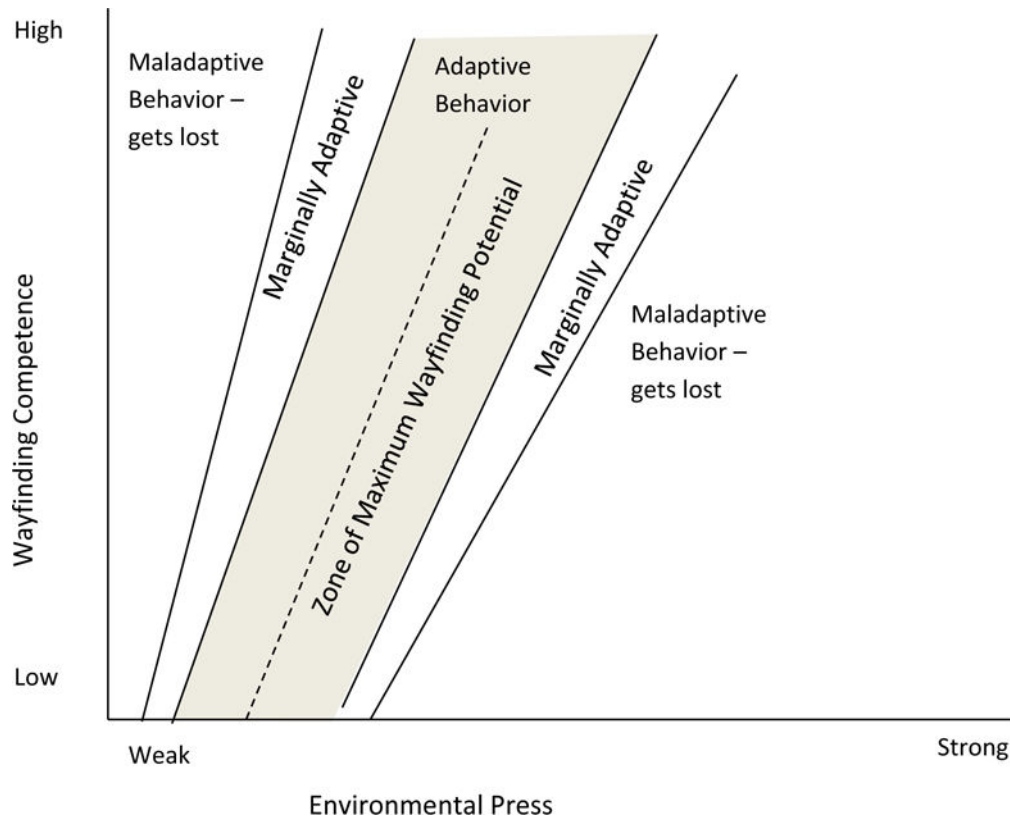 High
Maladaptive
Behavior –
gets lost
Marginally Adaptive
Adaptive
Behavior
Zone of Maximum Wayfinding Potential
Marginally Adaptive
Maladaptive
Behavior –
gets lost
Wayfinding Competence
Low
Weak
Strong
Environmental Press